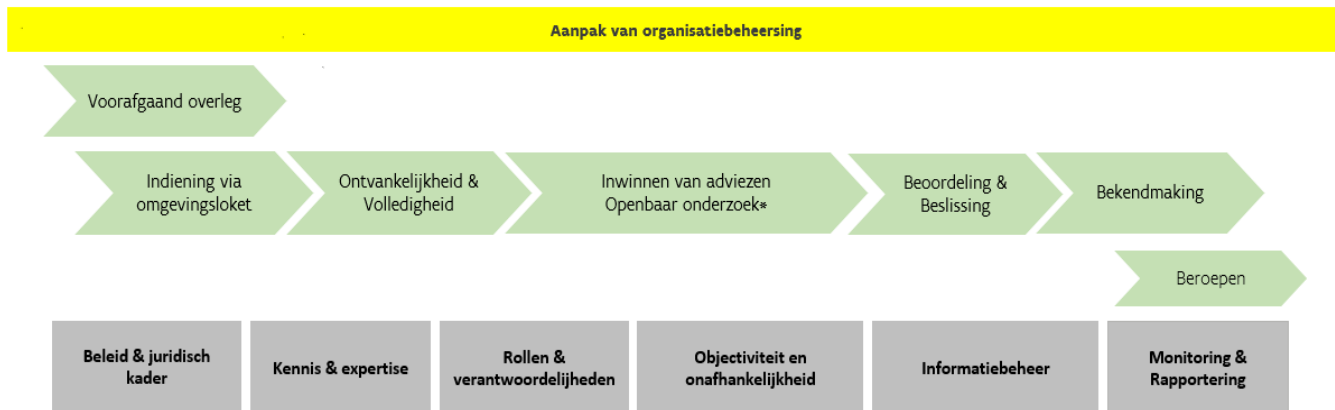 Aanpak van organisatiebeheersing
Voorafgaand overleg
Indiening via
omgevingsloket
Ontvankelijkheid &
Volledigheid
Inwinnen van adviezen
Openbaar onderzoek*
Beoordeling &
Beslissing
Bekendmaking
Beroepen
Beleid & juridisch
kader
Kennis & expertise
Rollen &
verantwoordelijheden
Objectiviteit en
onafhankelijkheid
Informatiebeheer
Monitoring &
Rapportering